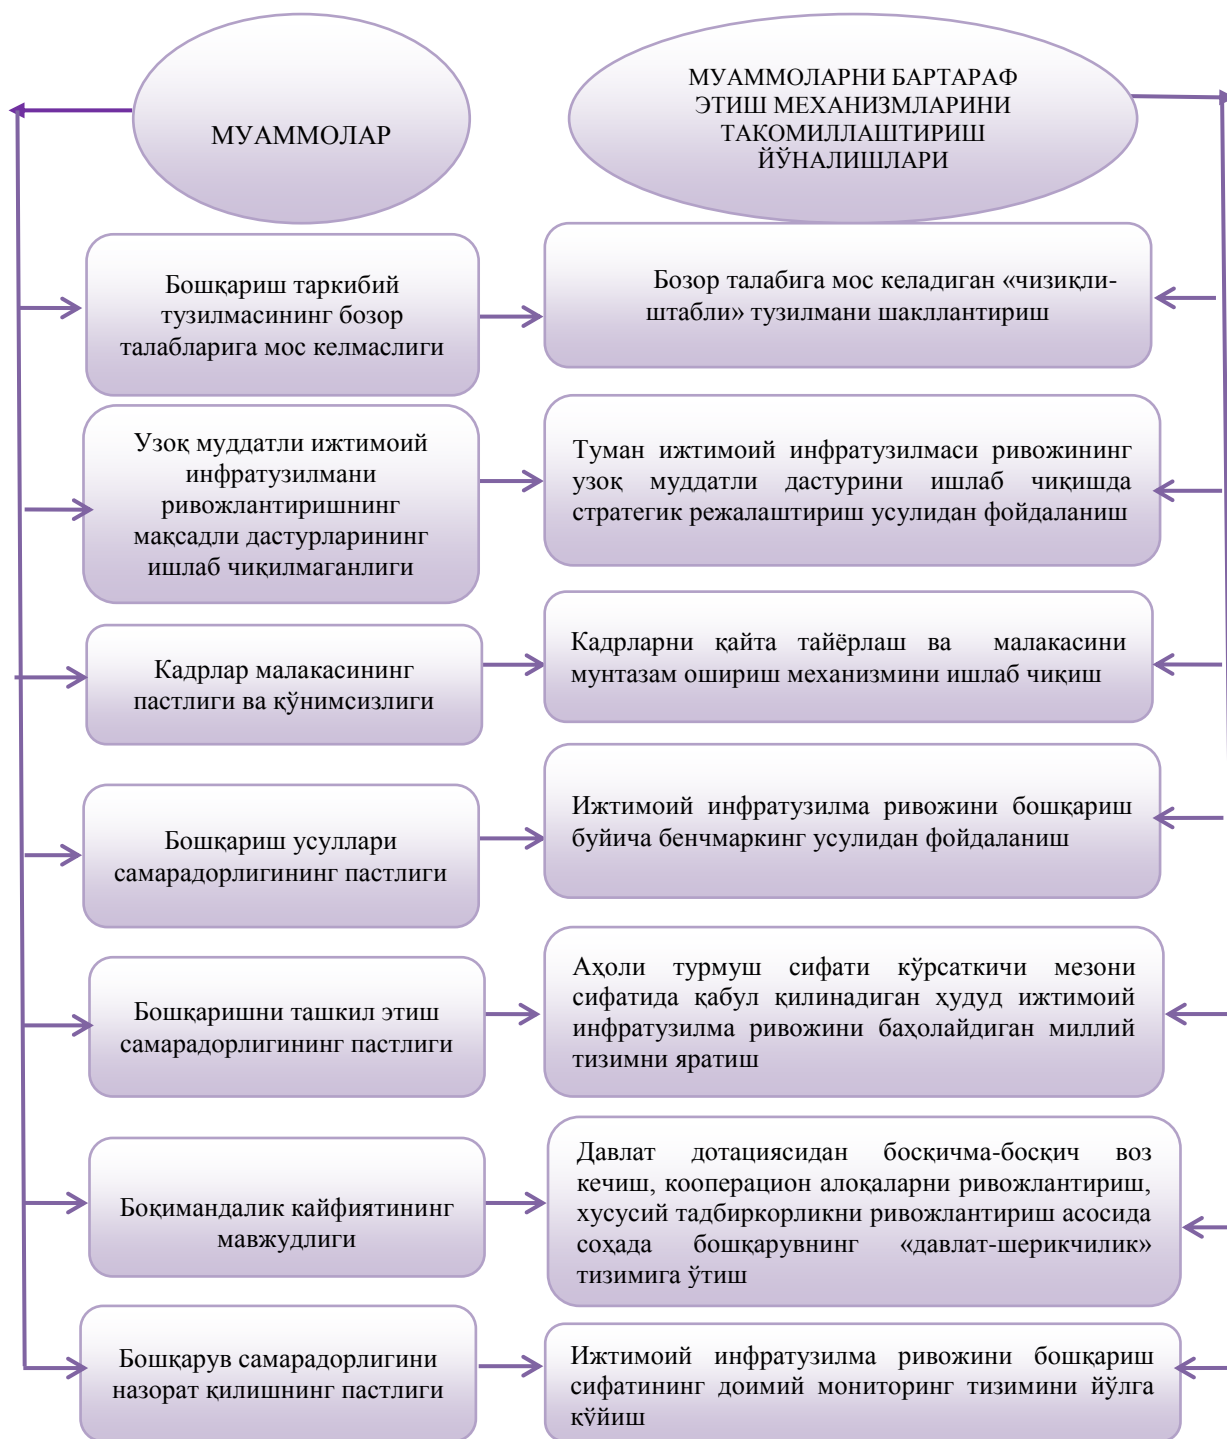 МУАММОЛАР
МУАММОЛАРНИ БАРТАРАФ
ЭТИШ МЕХАНИЗМЛАРИНИ
ТАКОМИЛЛАШТИРИШ
ЙЎНАЛИШЛАРИ
Бошқариш таркибий
тузилмасининг бозор
талабларига мос келмаслиги
Бозор талабига мос келадиган «чизиқли-
штабли» тузилмани шакллантириш
Узоқ муддатли ижтимоий
инфратузилмани
ривожлантиришнинг
мақсадли дастурларининг
ишлаб чиқилмаганлиги
Туман ижтимоий инфратузилмаси ривожининг
узоқ муддатли дастурини ишлаб чиқишда
стратегик режалаштириш усулидан фойдаланиш
Кадрлар малакасининг
пастлиги ва қўнимсизлиги
Кадрларни қайта тайёрлаш ва малакасини
мунтазам ошириш механизмини ишлаб чиқиш
Бошқариш усуллари
самарадорлигининг пастлиги
Ижтимоий инфратузилма ривожини бошқариш
буйича бенчмаркинг усулидан фойдаланиш
Бошқаришни ташкил этиш
самарадорлигининг пастлиги
Аҳоли турмуш сифати кўрсаткичи мезони
сифатида қабул қилинадиган ҳудуд ижтимоий
инфратузилма ривожини баҳолайдиган миллий
тизимни яратиш
Боқимандалик кайфиятининг
мавжудлиги
Давлат дотациясидан босқичма-босқич воз
кечиш, кооперацион алоқаларни ривожлантириш,
хусусий тадбиркорликни ривожлантириш асосида
соҳада бошқарувнинг «давлат-шерикчилик»
тизимига ўтиш
Бошқарув самарадорлигини
назорат қилишнинг пастлиги
Ижтимоий инфратузилма ривожини бошқариш
сифатининг доимий мониторинг тизимини йўлга
қўйиш